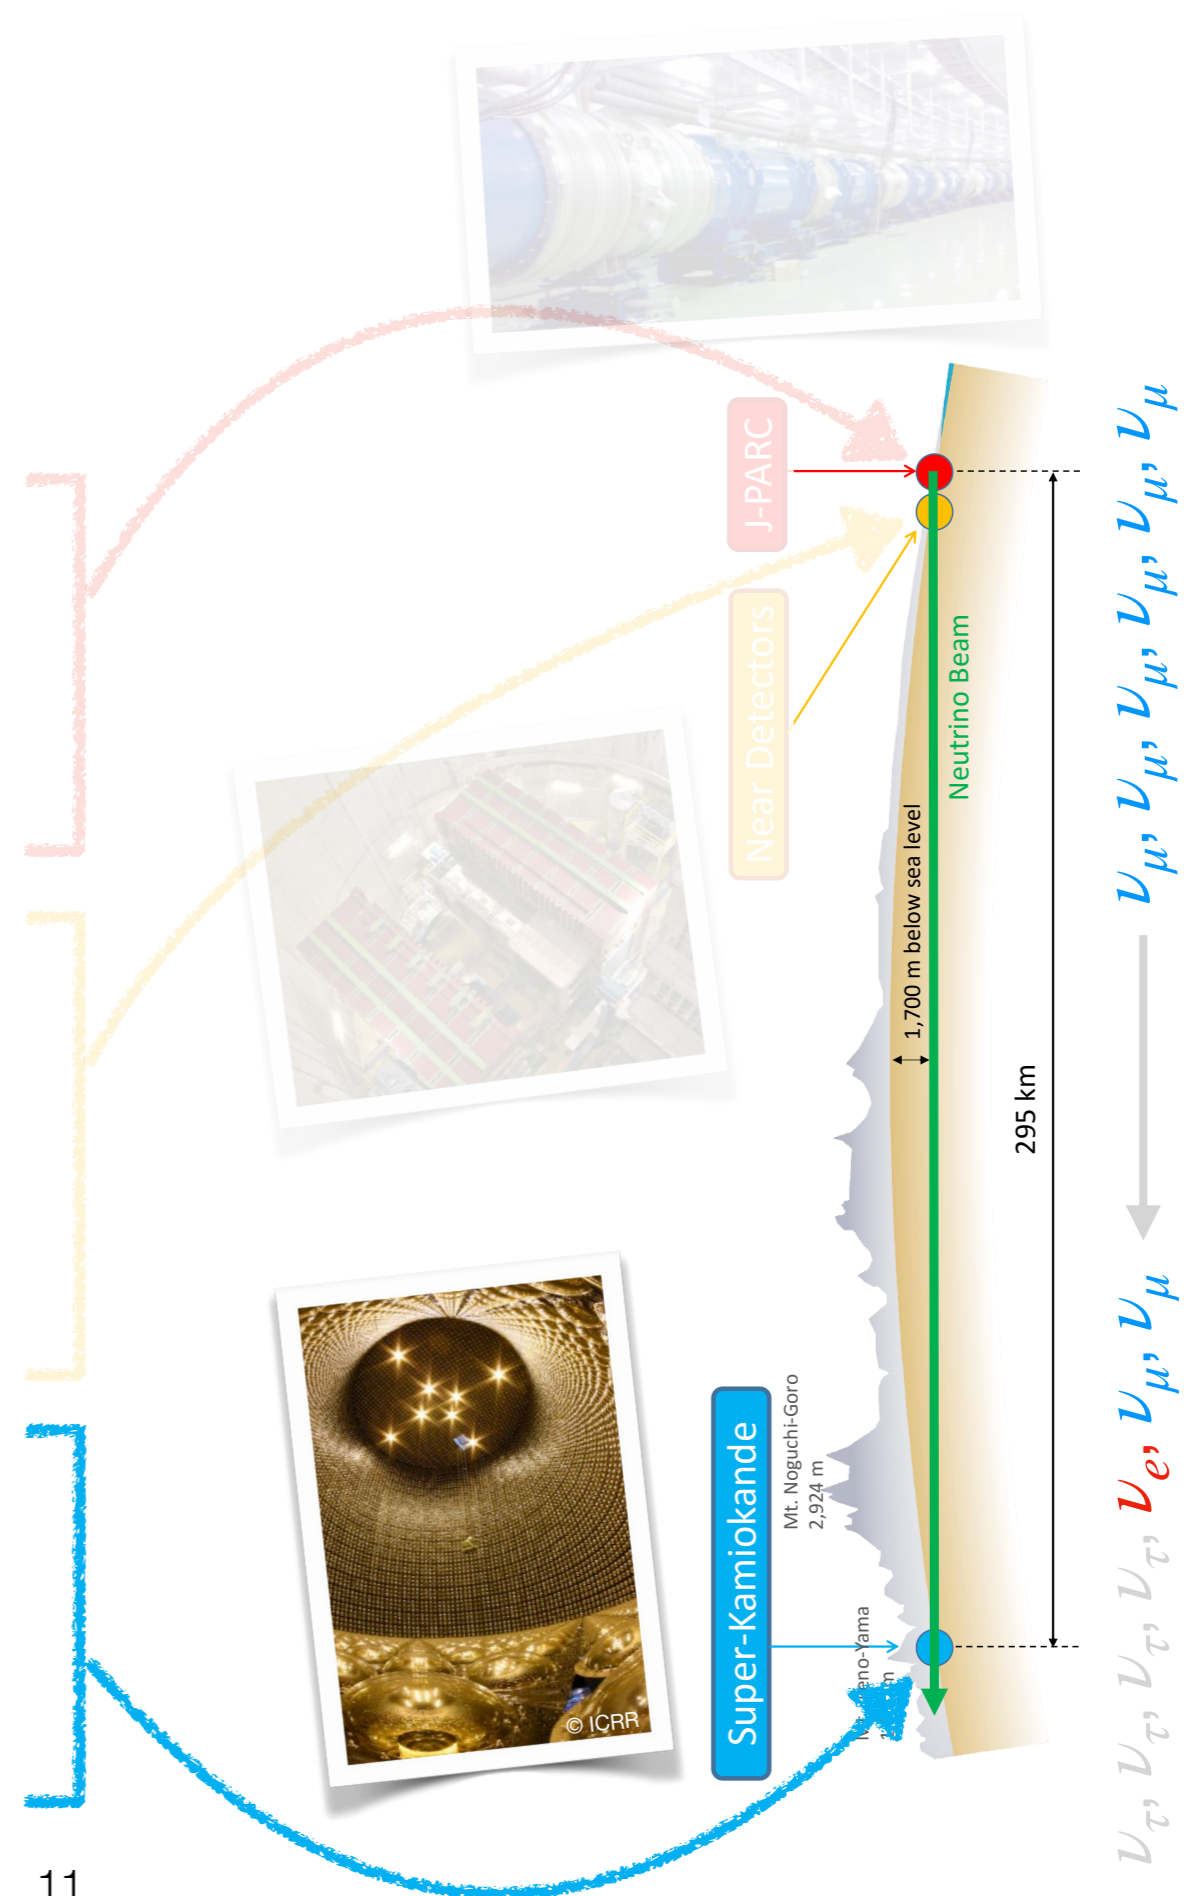 © ICRR
Super-Kamiokande
Near Detectors
J-PARC
Mt. Noguchi-Goro
2,924 m
1,700 m below sea level
Neutrino Beam
295 km
ν_τ, ν_τ, ν_τ, ν_τ, ν_e, ν_μ, ν_μ
ν_μ, ν_μ, ν_μ, ν_μ, ν_μ, ν_μ
11